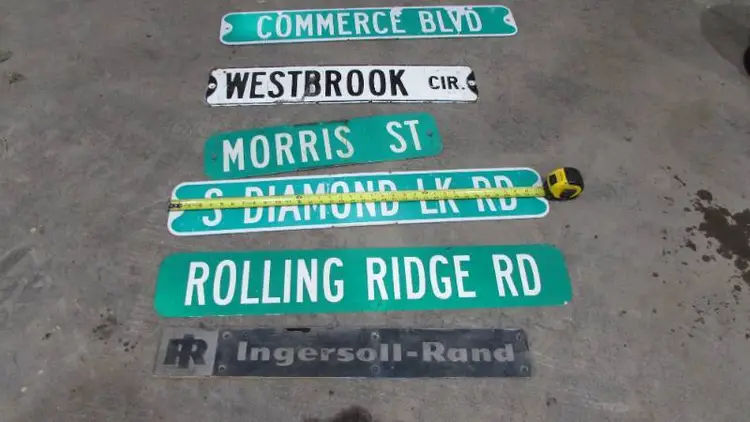 COMMERCE BLVD
WESTBROOK CIR.
MORRIS ST
S DIAMOND LK RD
ROLLING RIDGE RD
IR Ingersoll-Rand